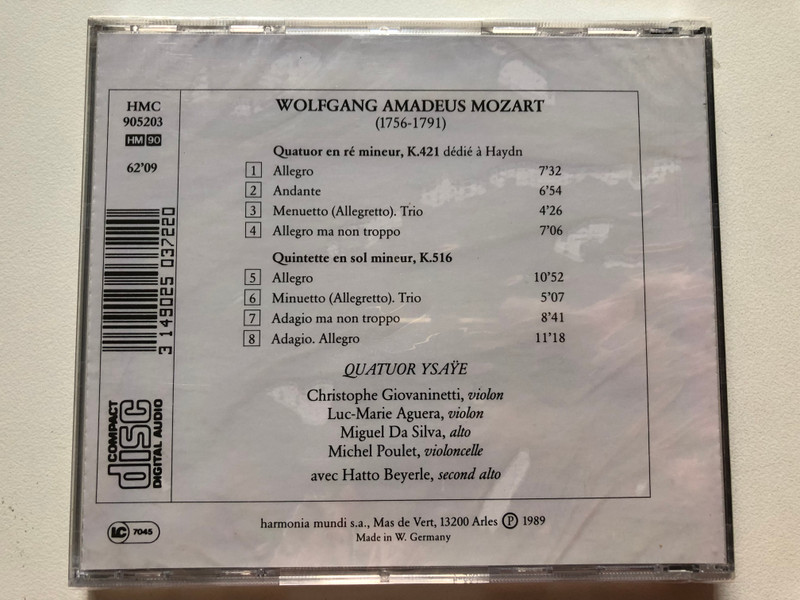 HMC
905203
HM 90
62'09
3 149025 037220
COMPACT
disc
DIGITAL AUDIO
WOLFGANG AMADEUS MOZART
(1756-1791)
Quatuor en ré mineur, K.421 dédié à Haydn
1 Allegro 7'32
2 Andante 6'54
3 Menuetto (Allegretto). Trio 4'26
4 Allegro ma non troppo 7'06
Quintette en sol mineur, K.516
5 Allegro 10'52
6 Minuetto (Allegretto). Trio 5'07
7 Adagio ma non troppo 8'41
8 Adagio. Allegro 11'18
QUATUOR YSAŸE
Christophe Giovaninetti, violon
Luc-Marie Aguera, violon
Miguel Da Silva, alto
Michel Poulet, violoncelle
avec Hatto Beyerle, second alto
LC 7045
harmonia mundi s.a., Mas de Vert, 13200 Arles Ⓟ 1989
Made in W. Germany